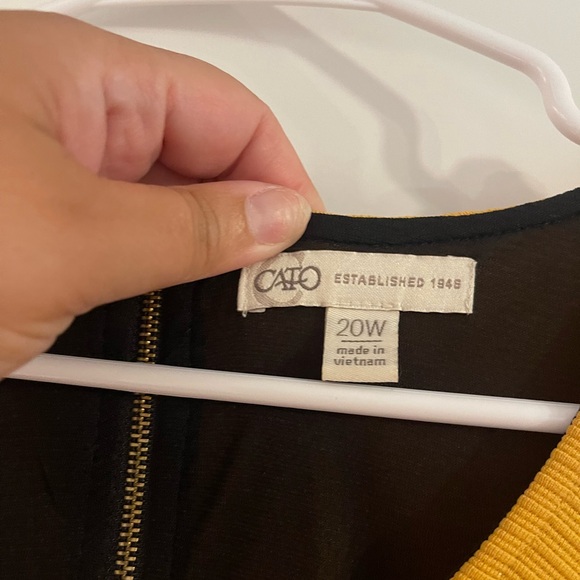 CATO ESTABLISHED 1946
20W
made in
vietnam